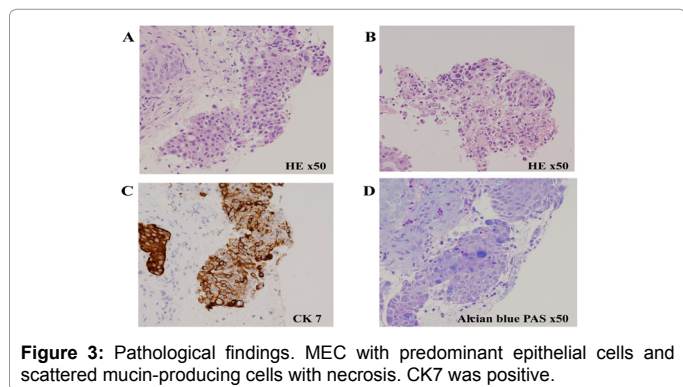 A
HE x50
B
HE x50
C
CK 7
D
Alcian blue PAS x50
Figure 3: Pathological findings. MEC with predominant epithelial cells and
scattered mucin-producing cells with necrosis. CK7 was positive.